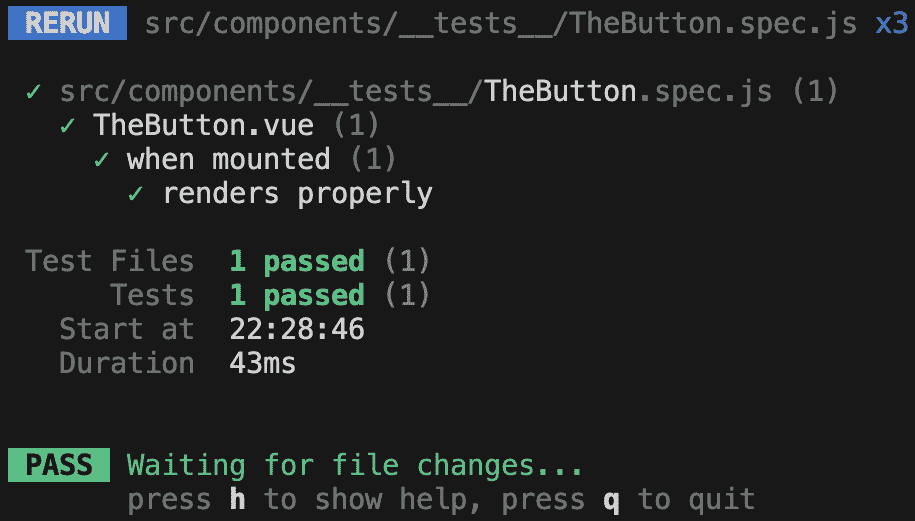 RERUN src/components/__tests__/TheButton.spec.js x3
✓ src/components/__tests__/TheButton.spec.js (1)
✓ TheButton.vue (1)
✓ when mounted (1)
✓ renders properly
Test Files 1 passed (1)
Tests 1 passed (1)
Start at 22:28:46
Duration 43ms
PASS Waiting for file changes...
press h to show help, press q to quit